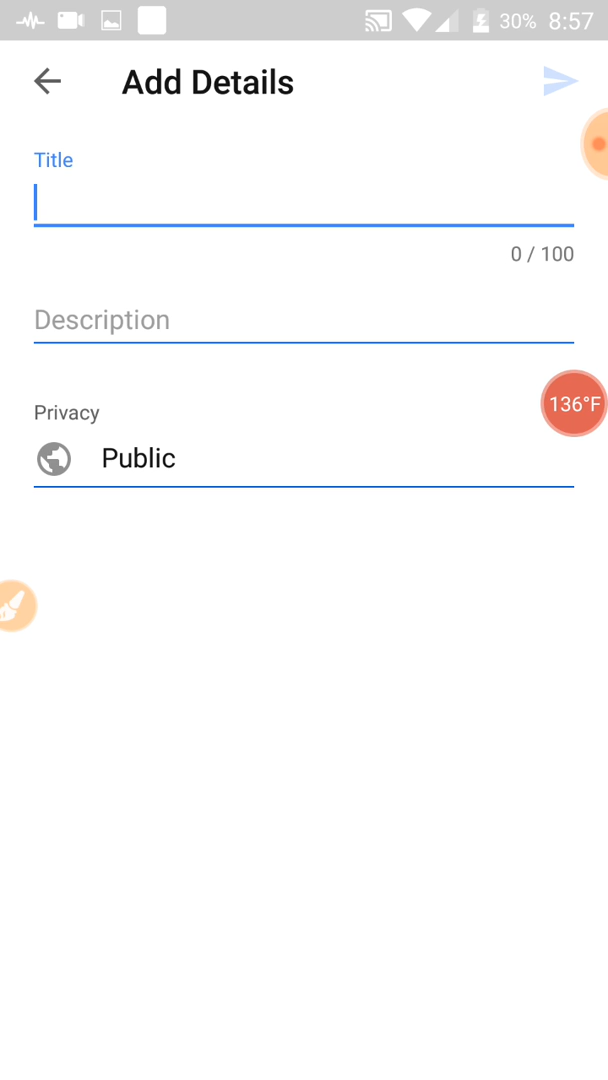 30% 8:57
Add Details
Title
0 / 100
Description
136°F
Privacy
Public